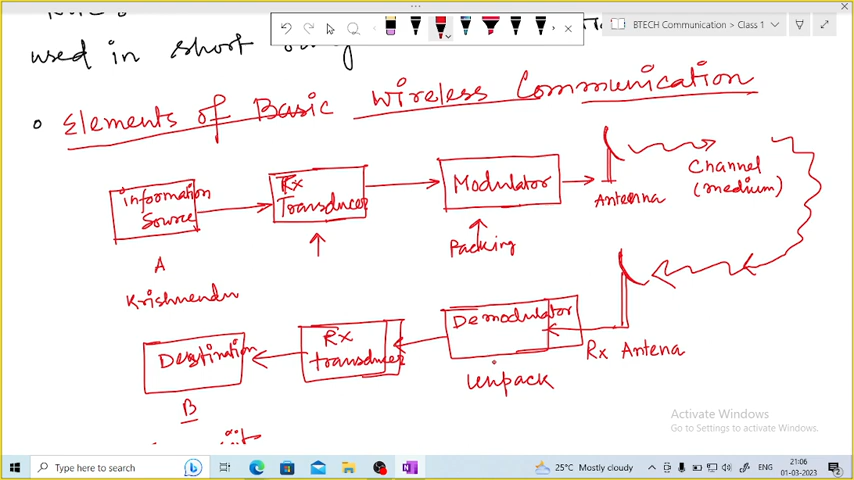 BTECH Communication > Class 1
used in short
Elements of Basic Wireless Communication
Information Source
Rx Transducer
Modulator
Antenna
Channel (medium)
Packing
A
Krishnendu
Destination
Rx transducer
Demodulator
Rx Antena
unpack
B
Activate Windows
Go to Settings to activate Windows.
Type here to search
25°C Mostly cloudy
ENG
21:06
01-03-2023
2